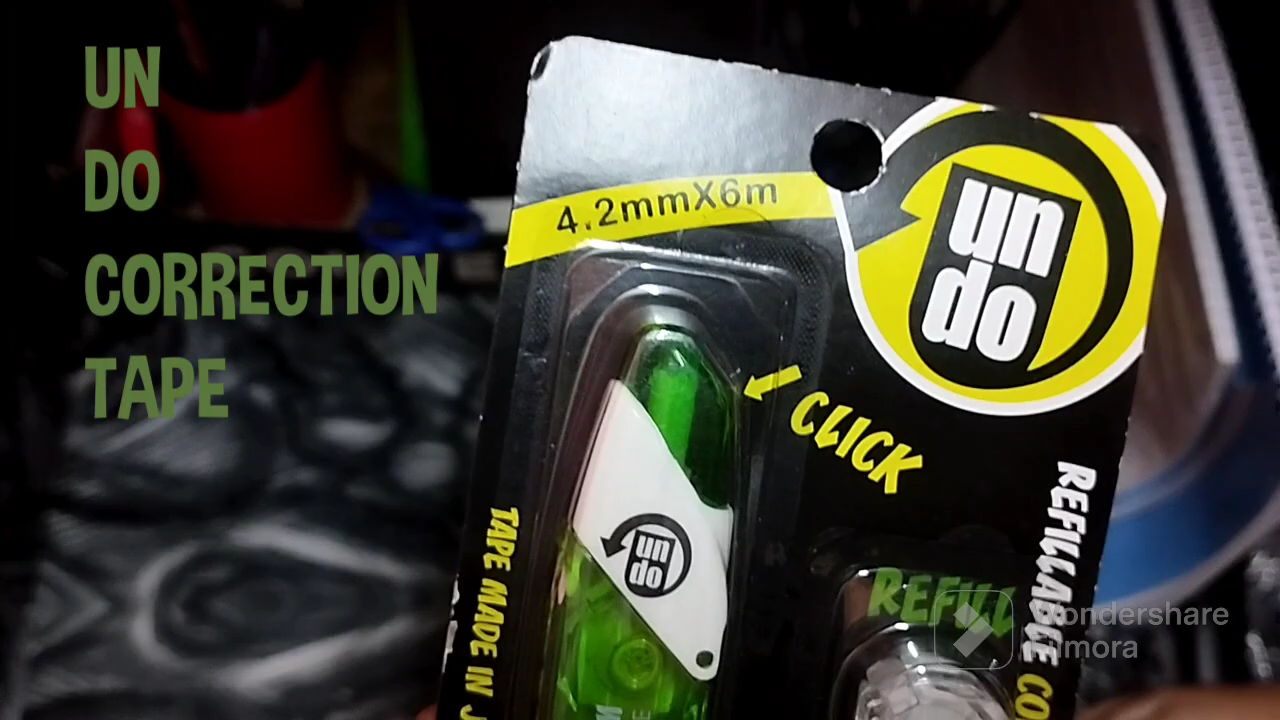 UN
DO
CORRECTION
TAPE
4.2mmX6m
un
do
CLICK
un
do
TAPE MADE IN
REFILL
REFILLABLE
Wondershare
Filmora